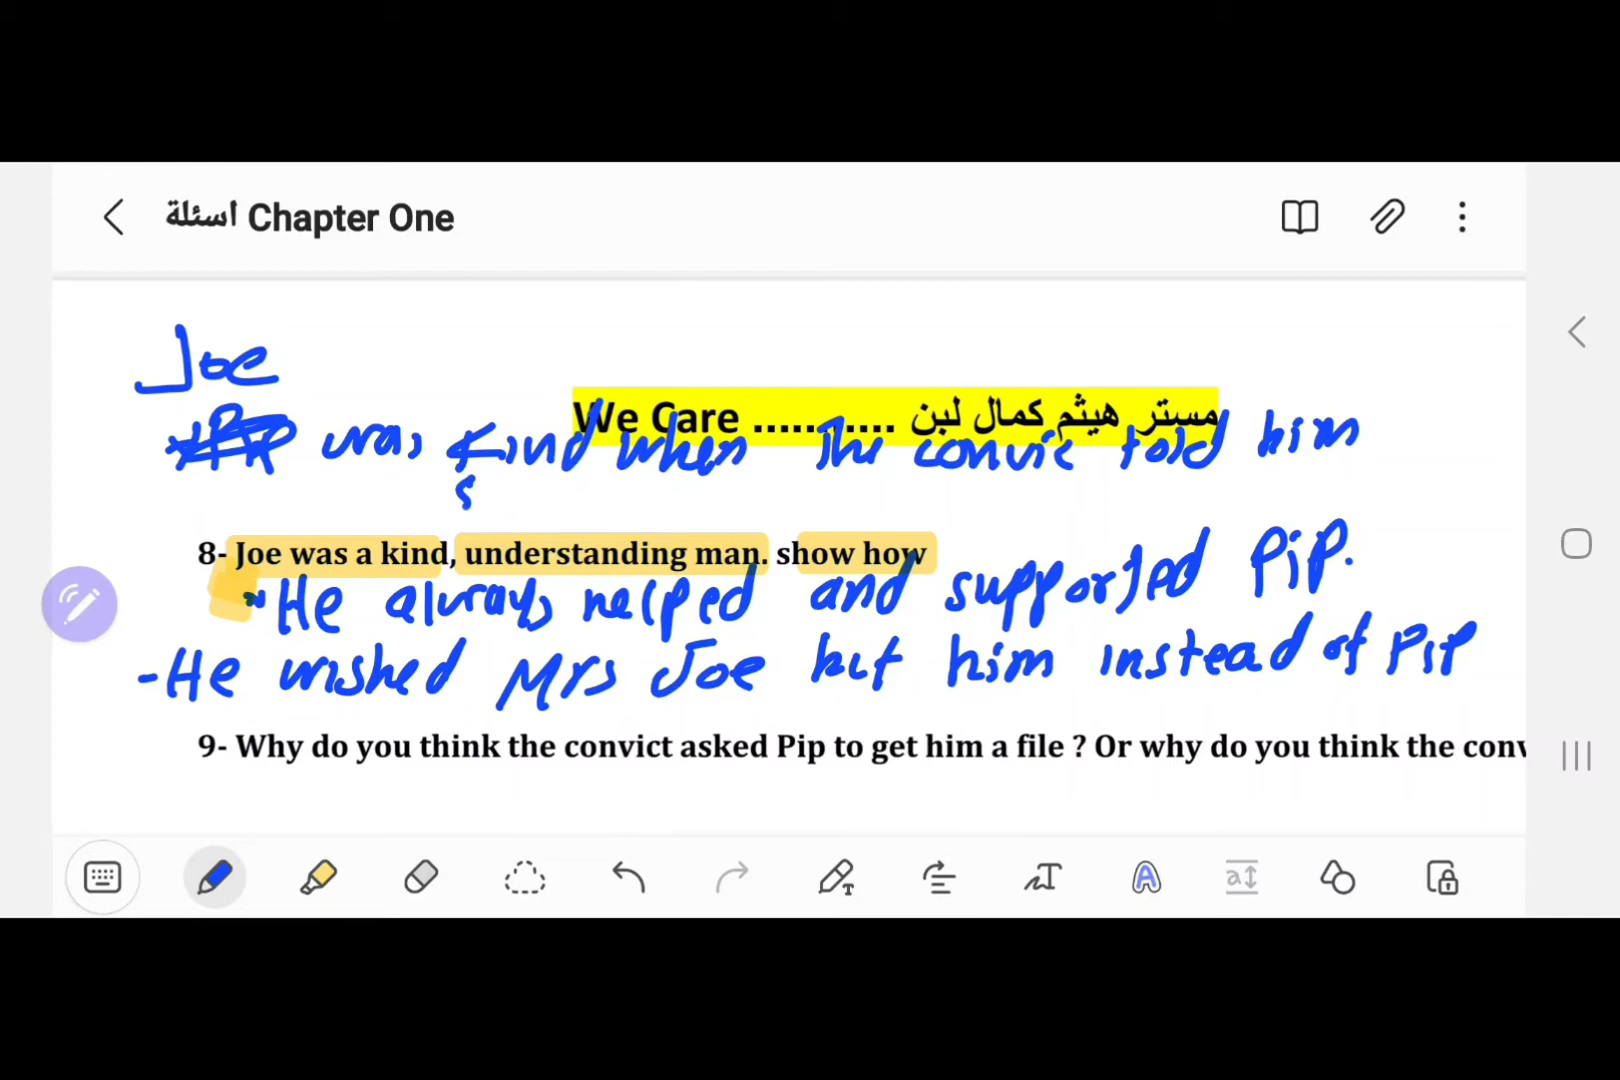 اسئلة Chapter One
Joe
We Care ........... مستر هيثم كمال لبن
was kind when The convic told him
8- Joe was a kind, understanding man. show how
He always helped and supported Pip.
- He wished Mrs Joe hit him instead of Pip
9- Why do you think the convict asked Pip to get him a file ? Or why do you think the conv